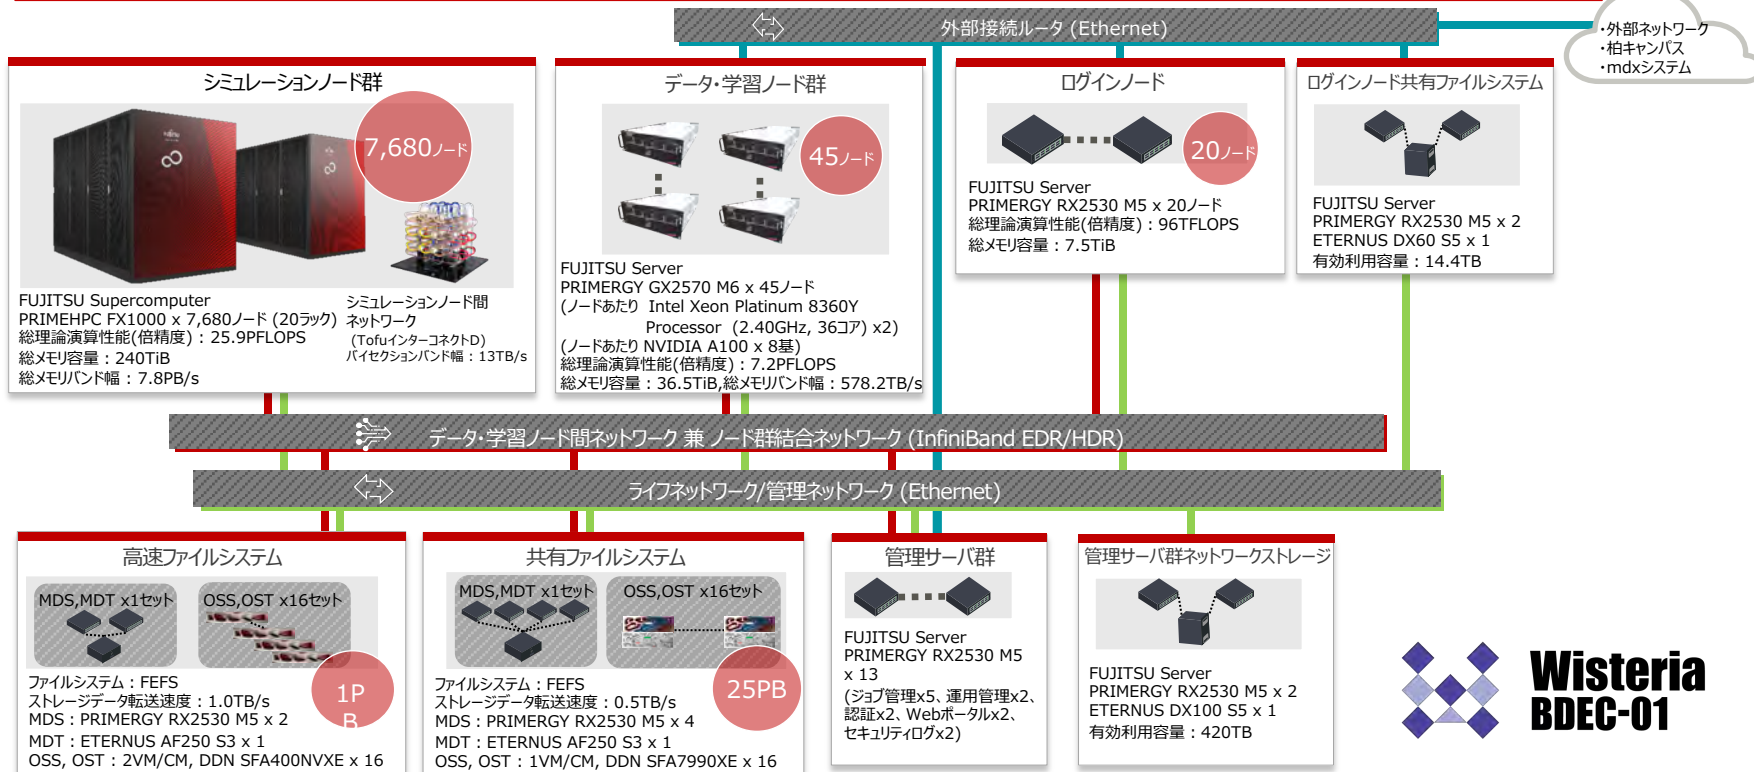 外部接続ルータ (Ethernet)
・外部ネットワーク
・柏キャンパス
・mdxシステム
シミュレーションノード群
7,680ノード
FUJITSU Supercomputer
PRIMEHPC FX1000 x 7,680ノード (20ラック)
総理論演算性能(倍精度)：25.9PFLOPS
総メモリ容量：240TiB
総メモリバンド幅：7.8PB/s
シミュレーションノード間
ネットワーク
(TofuインターコネクトD)
バイセクションバンド幅：13TB/s
データ・学習ノード群
45ノード
FUJITSU Server
PRIMERGY GX2570 M6 x 45ノード
(ノードあたり Intel Xeon Platinum 8360Y
Processor (2.40GHz, 36コア) x2)
(ノードあたり NVIDIA A100 x 8基)
総理論演算性能(倍精度)：7.2PFLOPS
総メモリ容量：36.5TiB,総メモリバンド幅：578.2TB/s
ログインノード
20ノード
FUJITSU Server
PRIMERGY RX2530 M5 x 20ノード
総理論演算性能(倍精度)：96TFLOPS
総メモリ容量：7.5TiB
ログインノード共有ファイルシステム
FUJITSU Server
PRIMERGY RX2530 M5 x 2
ETERNUS DX60 S5 x 1
有効利用容量：14.4TB
データ・学習ノード間ネットワーク 兼 ノード群結合ネットワーク (InfiniBand EDR/HDR)
ライフネットワーク/管理ネットワーク (Ethernet)
高速ファイルシステム
MDS,MDT x1セット
OSS,OST x16セット
1P
B
ファイルシステム：FEFS
ストレージデータ転送速度：1.0TB/s
MDS：PRIMERGY RX2530 M5 x 2
MDT：ETERNUS AF250 S3 x 1
OSS, OST：2VM/CM, DDN SFA400NVXE x 16
共有ファイルシステム
MDS,MDT x1セット
OSS,OST x16セット
25PB
ファイルシステム：FEFS
ストレージデータ転送速度：0.5TB/s
MDS：PRIMERGY RX2530 M5 x 4
MDT：ETERNUS AF250 S3 x 1
OSS, OST：1VM/CM, DDN SFA7990XE x 16
管理サーバ群
FUJITSU Server
PRIMERGY RX2530 M5
x 13
(ジョブ管理x5、運用管理x2、
認証x2、Webポータルx2、
セキュリティログx2)
管理サーバ群ネットワークストレージ
FUJITSU Server
PRIMERGY RX2530 M5 x 2
ETERNUS DX100 S5 x 1
有効利用容量：420TB
Wisteria
BDEC-01